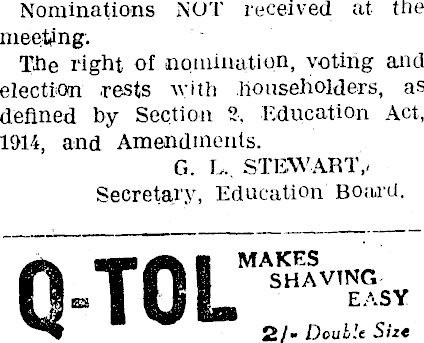 Nominations NOT received at the
meeting.
The right of nomination, voting and
election rests with householders, as
defined by Section 2, Education Act,
1914, and Amendments.
G. L. STEWART,
Secretary, Education Board.
Q-TOL
MAKES
SHAVING
EASY
2/- Double Size